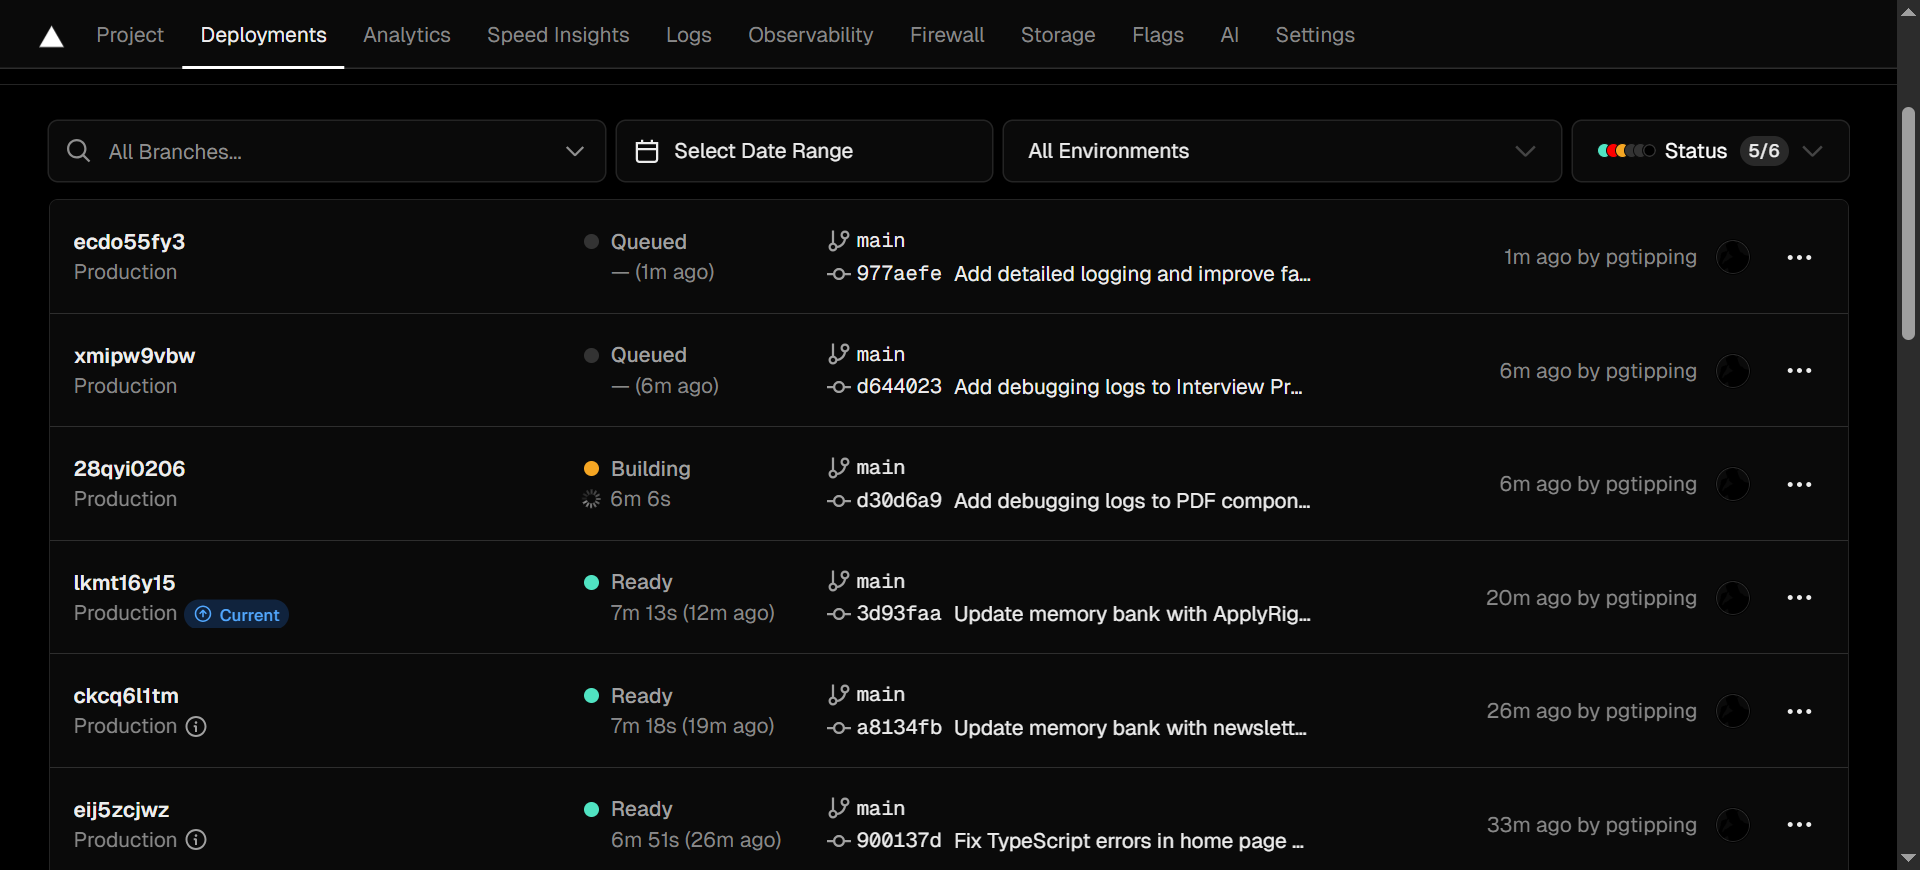 Project Deployments Analytics Speed Insights Logs Observability Firewall Storage Flags AI Settings
All Branches... Select Date Range All Environments Status 5/6
ecdo55fy3 Queued main
Production — (1m ago) 977aefe Add detailed logging and improve fa... 1m ago by pgtipping
xmipw9vbw Queued main
Production — (6m ago) d644023 Add debugging logs to Interview Pr... 6m ago by pgtipping
28qyi0206 Building main
Production 6m 6s d30d6a9 Add debugging logs to PDF compon... 6m ago by pgtipping
lkmt16y15 Ready main
Production Current 7m 13s (12m ago) 3d93faa Update memory bank with ApplyRig... 20m ago by pgtipping
ckcq6l1tm Ready main
Production 7m 18s (19m ago) a8134fb Update memory bank with newslett... 26m ago by pgtipping
eij5zcjwz Ready main
Production 6m 51s (26m ago) 900137d Fix TypeScript errors in home page ... 33m ago by pgtipping